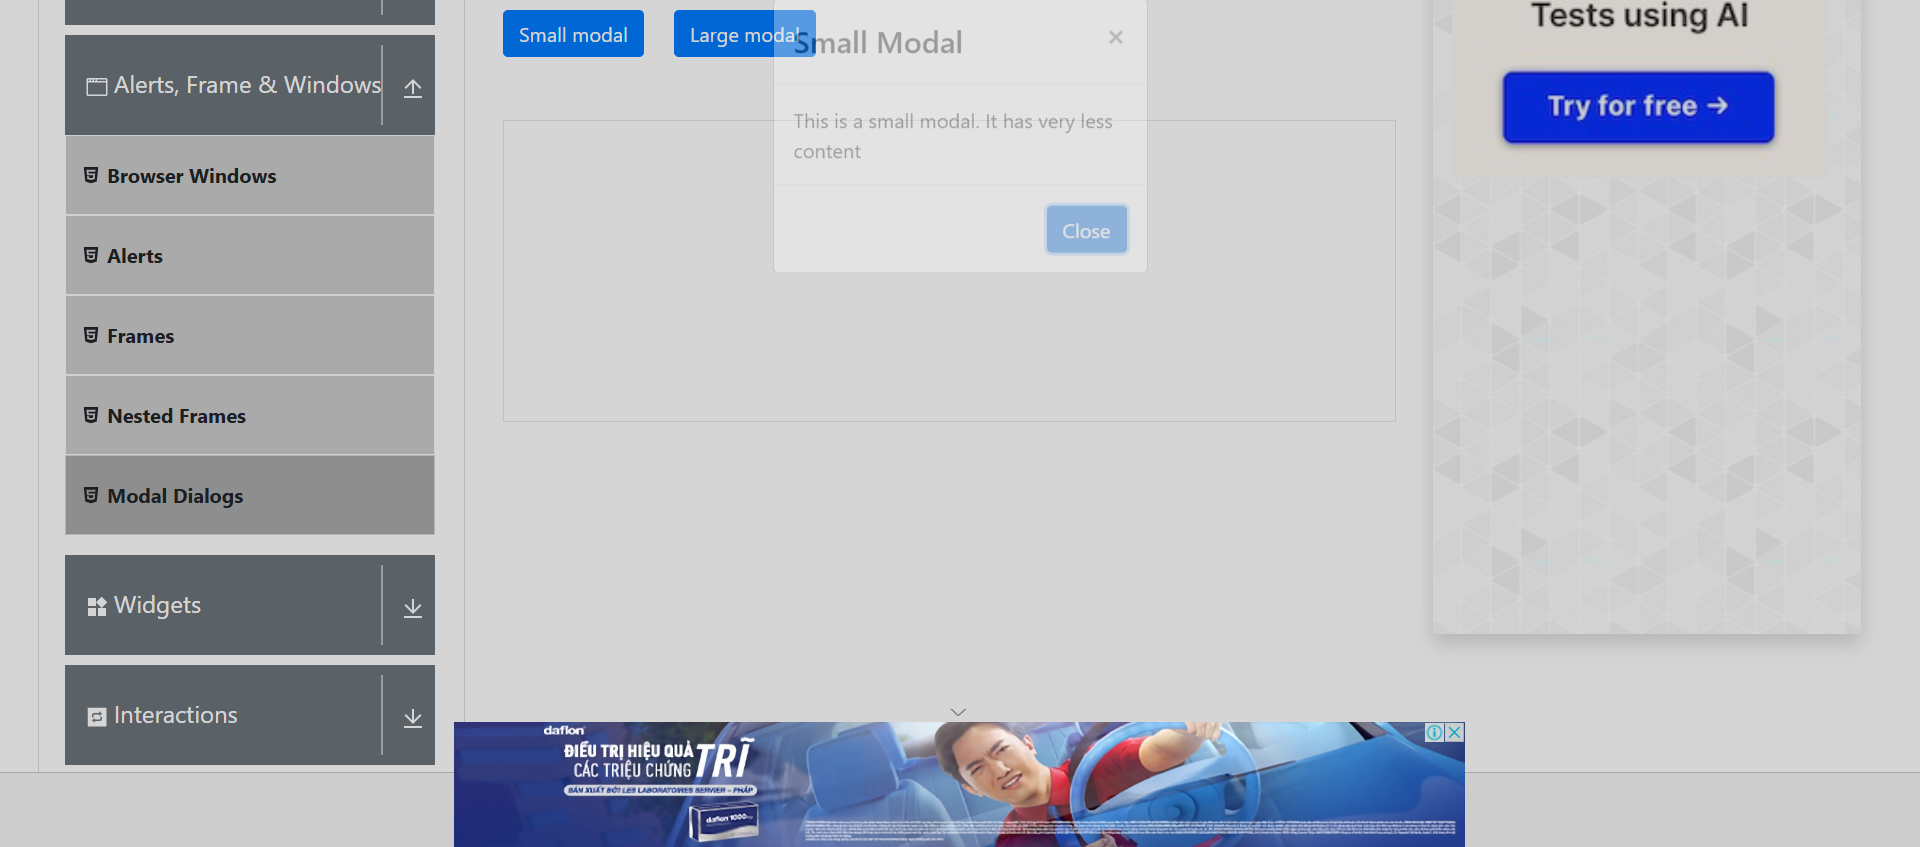 Small modal
Large modal
Small Modal
×
This is a small modal. It has very less
content
Close
Alerts, Frame & Windows
Browser Windows
Alerts
Frames
Nested Frames
Modal Dialogs
Widgets
Interactions
Tests using AI
Try for free →
daflon
ĐIỀU TRỊ HIỆU QUẢ
CÁC TRIỆU CHỨNG TRĨ
SẢN XUẤT BỞI LES LABORATOIRES SERVIER – PHÁP
daflon 1000mg